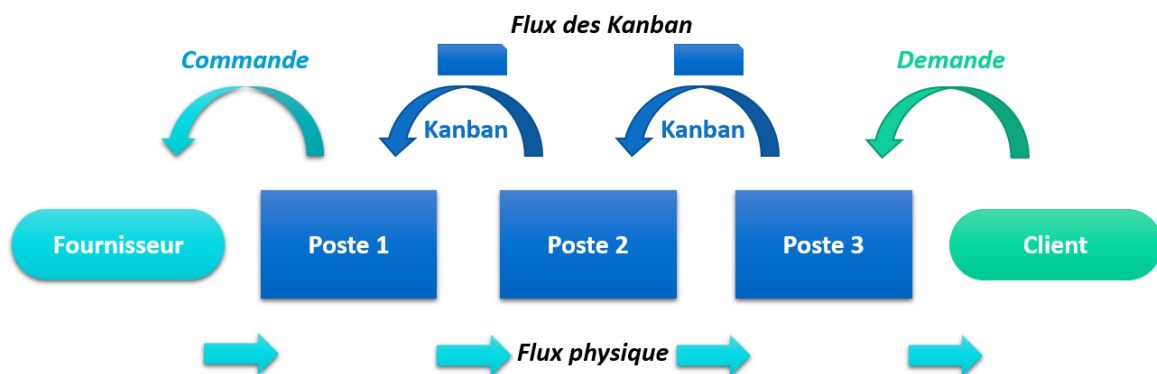 Flux des Kanban
Commande
Demande
Kanban
Kanban
Fournisseur
Poste 1
Poste 2
Poste 3
Client
Flux physique